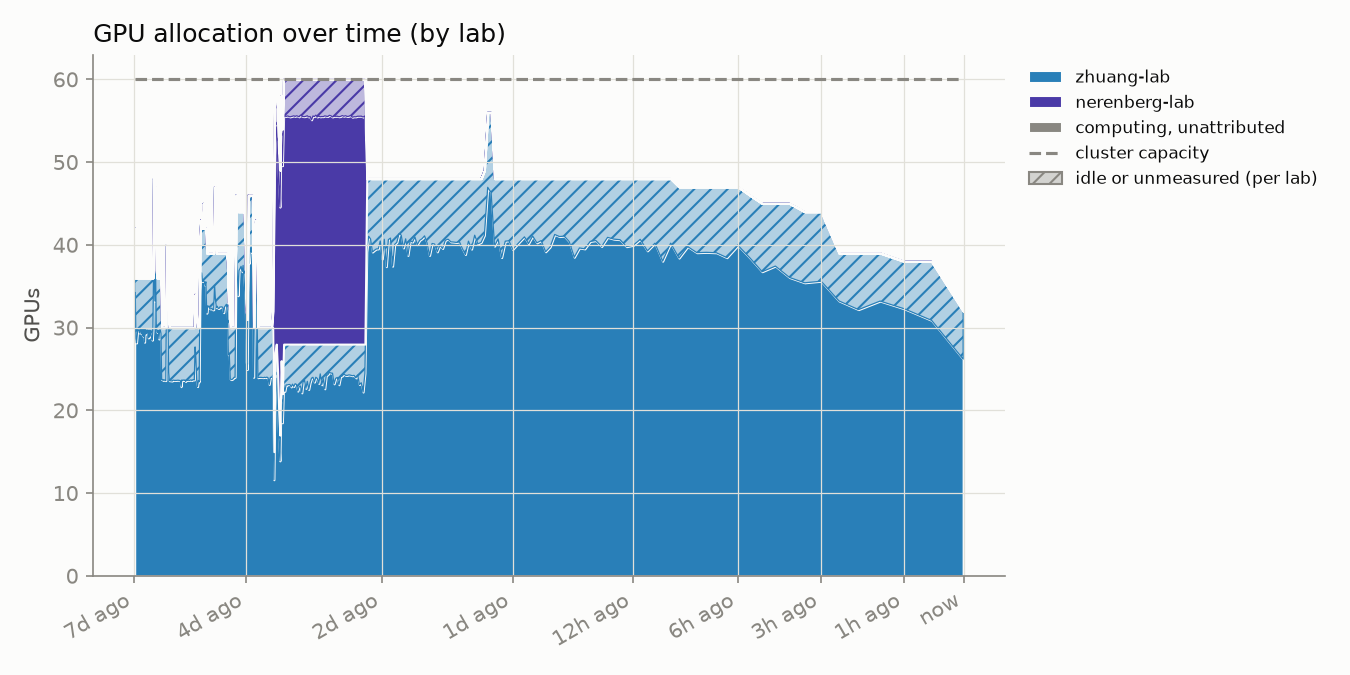 GPU allocation over time (by lab)
GPUs
60
50
40
30
20
10
0
7d ago
4d ago
2d ago
1d ago
12h ago
6h ago
3h ago
1h ago
now
zhuang-lab
nerenberg-lab
computing, unattributed
cluster capacity
idle or unmeasured (per lab)